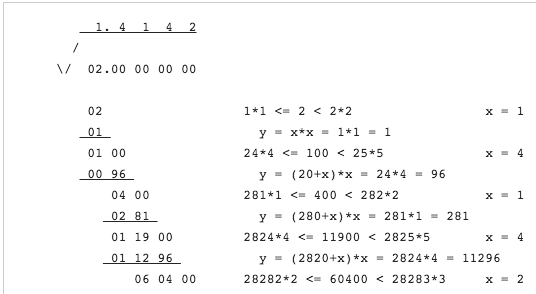 1. 4 1 4 2
/
\/ 02.00 00 00 00
02 1*1 <= 2 < 2*2 x = 1
01 y = x*x = 1*1 = 1
01 00 24*4 <= 100 < 25*5 x = 4
00 96 y = (20+x)*x = 24*4 = 96
04 00 281*1 <= 400 < 282*2 x = 1
02 81 y = (280+x)*x = 281*1 = 281
01 19 00 2824*4 <= 11900 < 2825*5 x = 4
01 12 96 y = (2820+x)*x = 2824*4 = 11296
06 04 00 28282*2 <= 60400 < 28283*3 x = 2